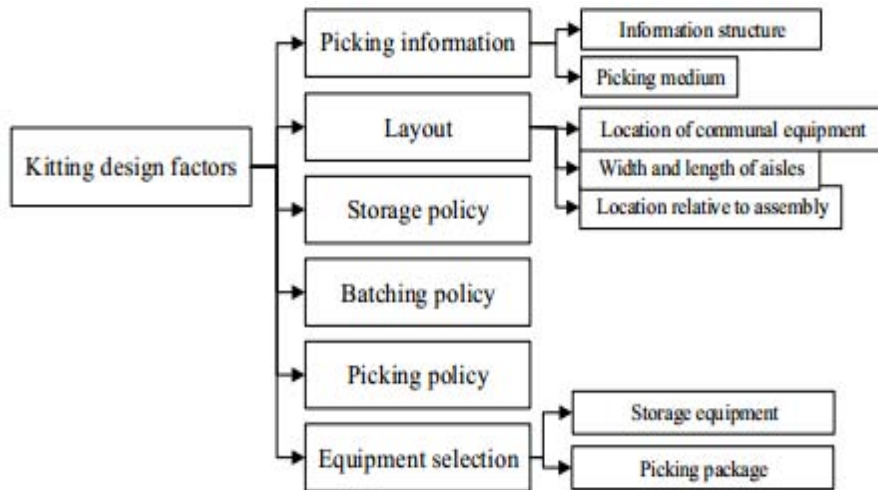 Kitting design factors
Picking information
Information structure
Picking medium
Layout
Location of communal equipment
Width and length of aisles
Location relative to assembly
Storage policy
Batching policy
Picking policy
Equipment selection
Storage equipment
Picking package